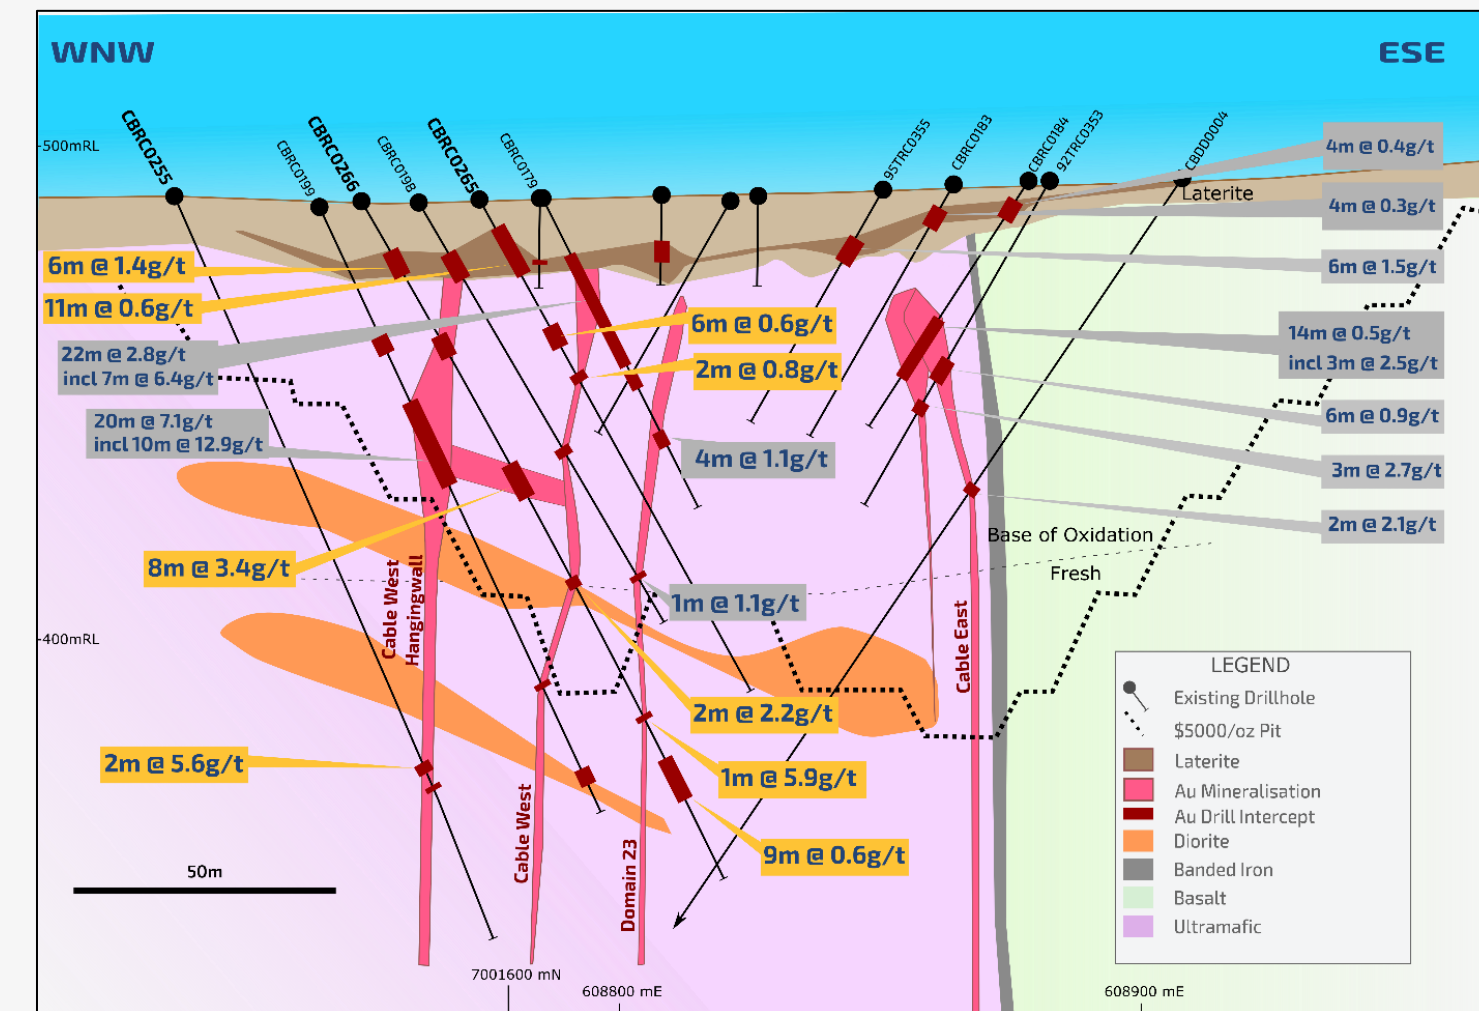 WNW
ESE
CBRC0255
CBRC0199
CBRC0266
CBRC0198
CBRC0265
CBRC0179
95TRC0355
CBRC0183
CBRC0184
92TRC0353
CBDD0004
-500mRL
Laterite
4m @ 0.4g/t
4m @ 0.3g/t
6m @ 1.5g/t
14m @ 0.5g/t
incl 3m @ 2.5g/t
6m @ 0.9g/t
3m @ 2.7g/t
2m @ 2.1g/t
6m @ 1.4g/t
11m @ 0.6g/t
22m @ 2.8g/t
incl 7m @ 6.4g/t
20m @ 7.1g/t
incl 10m @ 12.9g/t
6m @ 0.6g/t
2m @ 0.8g/t
4m @ 1.1g/t
8m @ 3.4g/t
1m @ 1.1g/t
Base of Oxidation
Fresh
-400mRL
Cable West
Hangingwall
Cable East
2m @ 2.2g/t
2m @ 5.6g/t
1m @ 5.9g/t
9m @ 0.6g/t
Cable West
Domain 23
50m
7001600 mN
608800 mE
608900 mE
LEGEND
Existing Drillhole
$5000/oz Pit
Laterite
Au Mineralisation
Au Drill Intercept
Diorite
Banded Iron
Basalt
Ultramafic